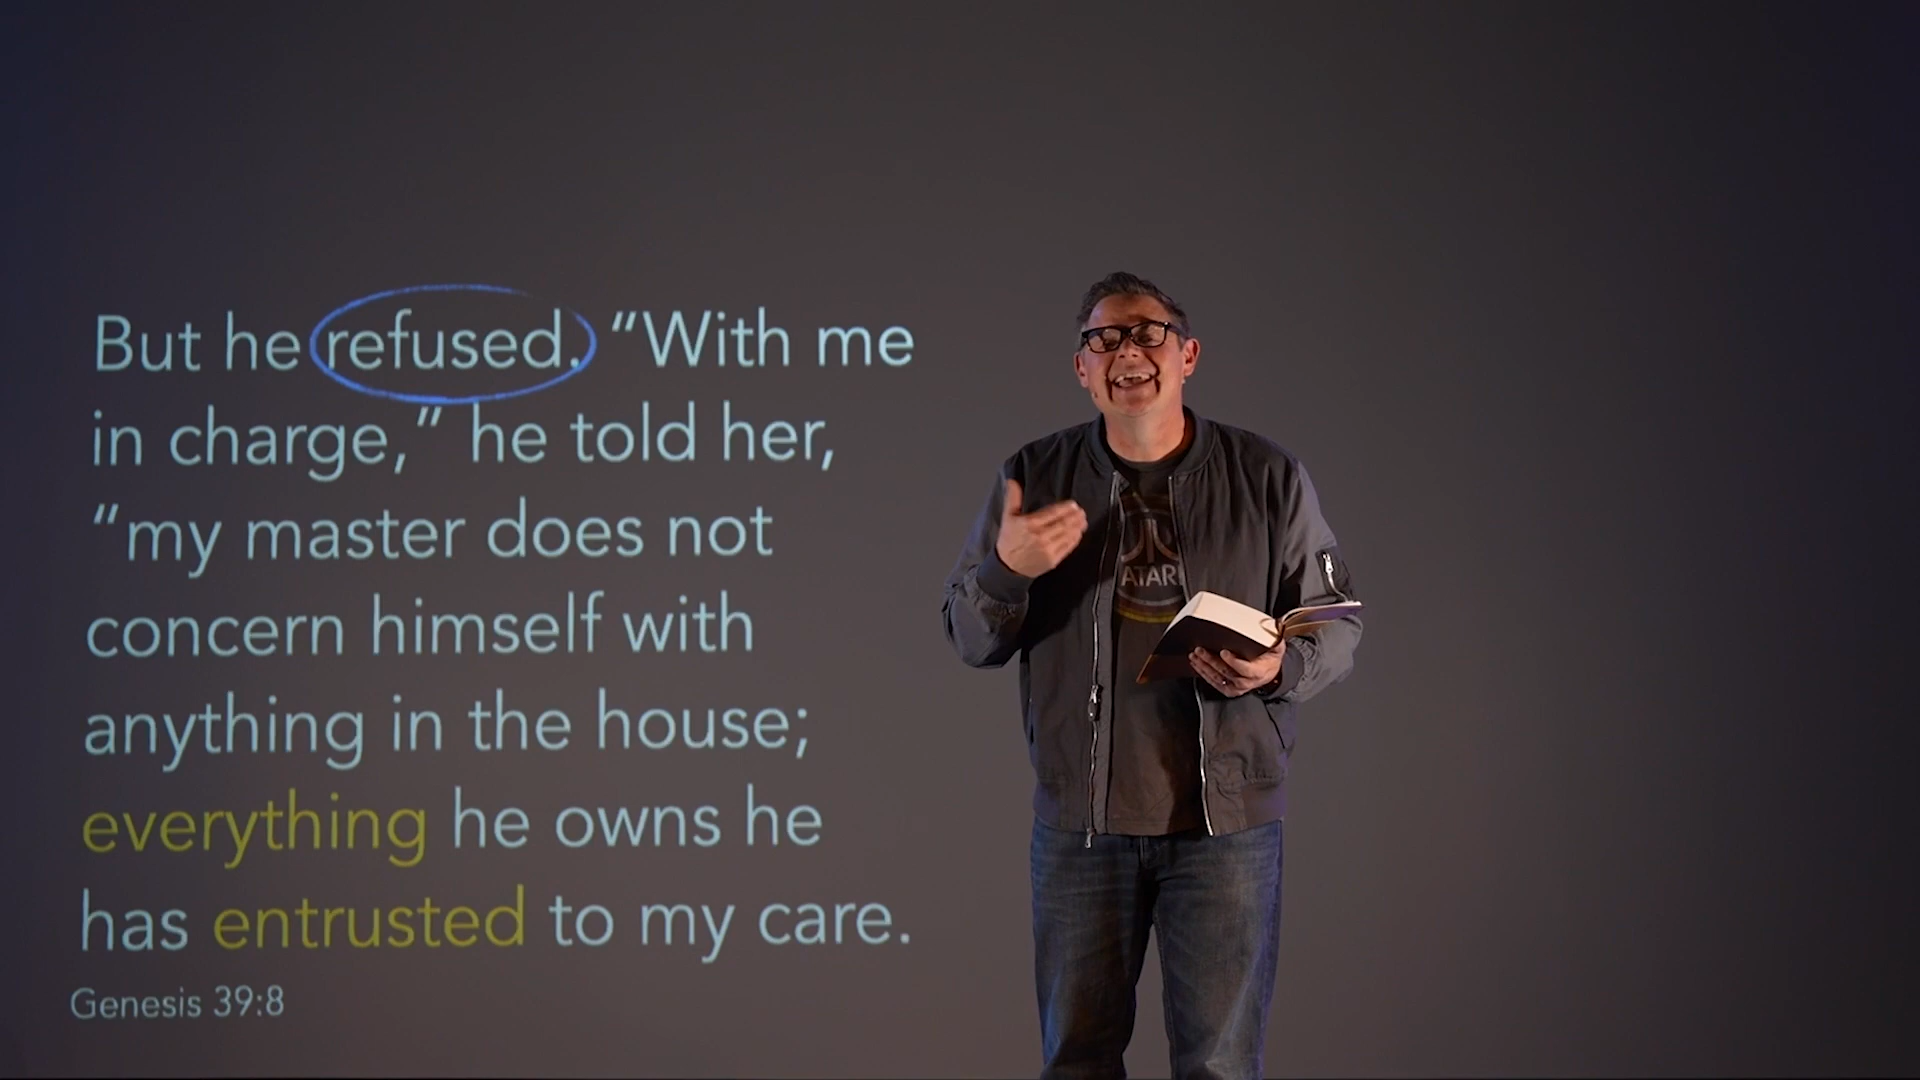 But he refused. “With me
in charge,” he told her,
“my master does not
concern himself with
anything in the house;
everything he owns he
has entrusted to my care.
Genesis 39:8
ATARI